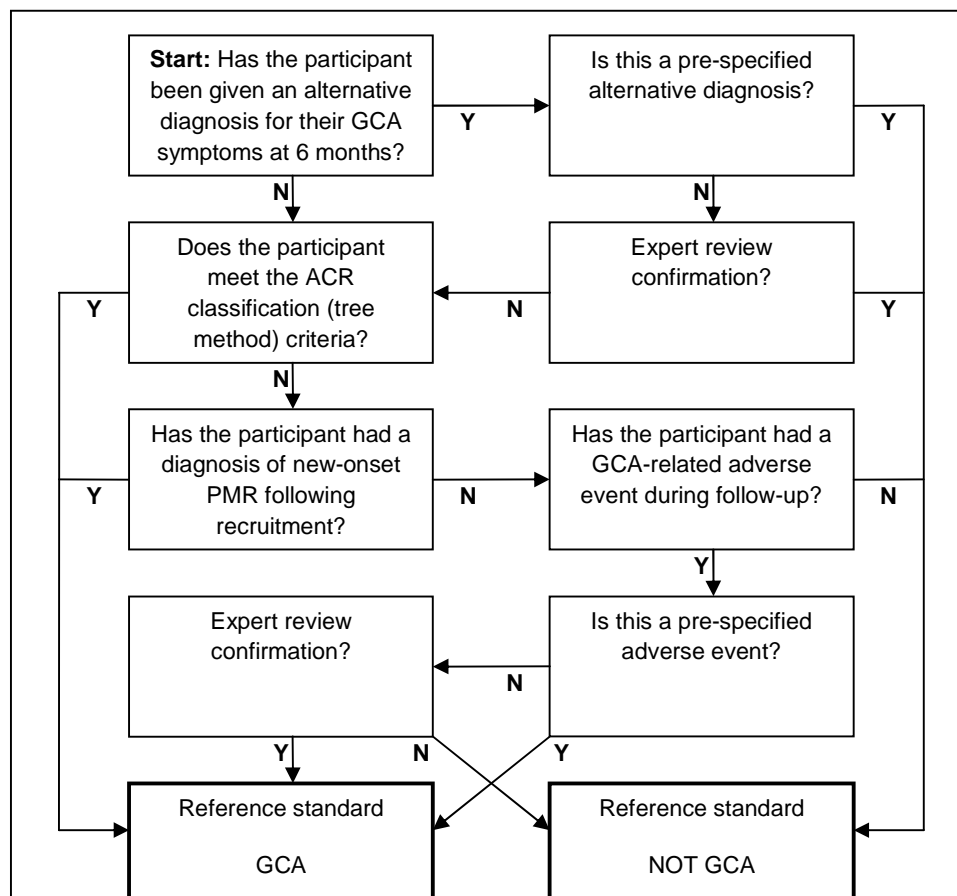 Start: Has the participant
been given an alternative
diagnosis for their GCA
symptoms at 6 months?
Y
Is this a pre-specified
alternative diagnosis?
Y
N
N
Does the participant
meet the ACR
classification (tree
method) criteria?
Y
N
Expert review
confirmation?
Y
N
Has the participant had a
diagnosis of new-onset
PMR following
recruitment?
Y
N
Has the participant had a
GCA-related adverse
event during follow-up?
N
Y
Expert review
confirmation?
N
Is this a pre-specified
adverse event?
Y
N
Y
Reference standard
GCA
Reference standard
NOT GCA